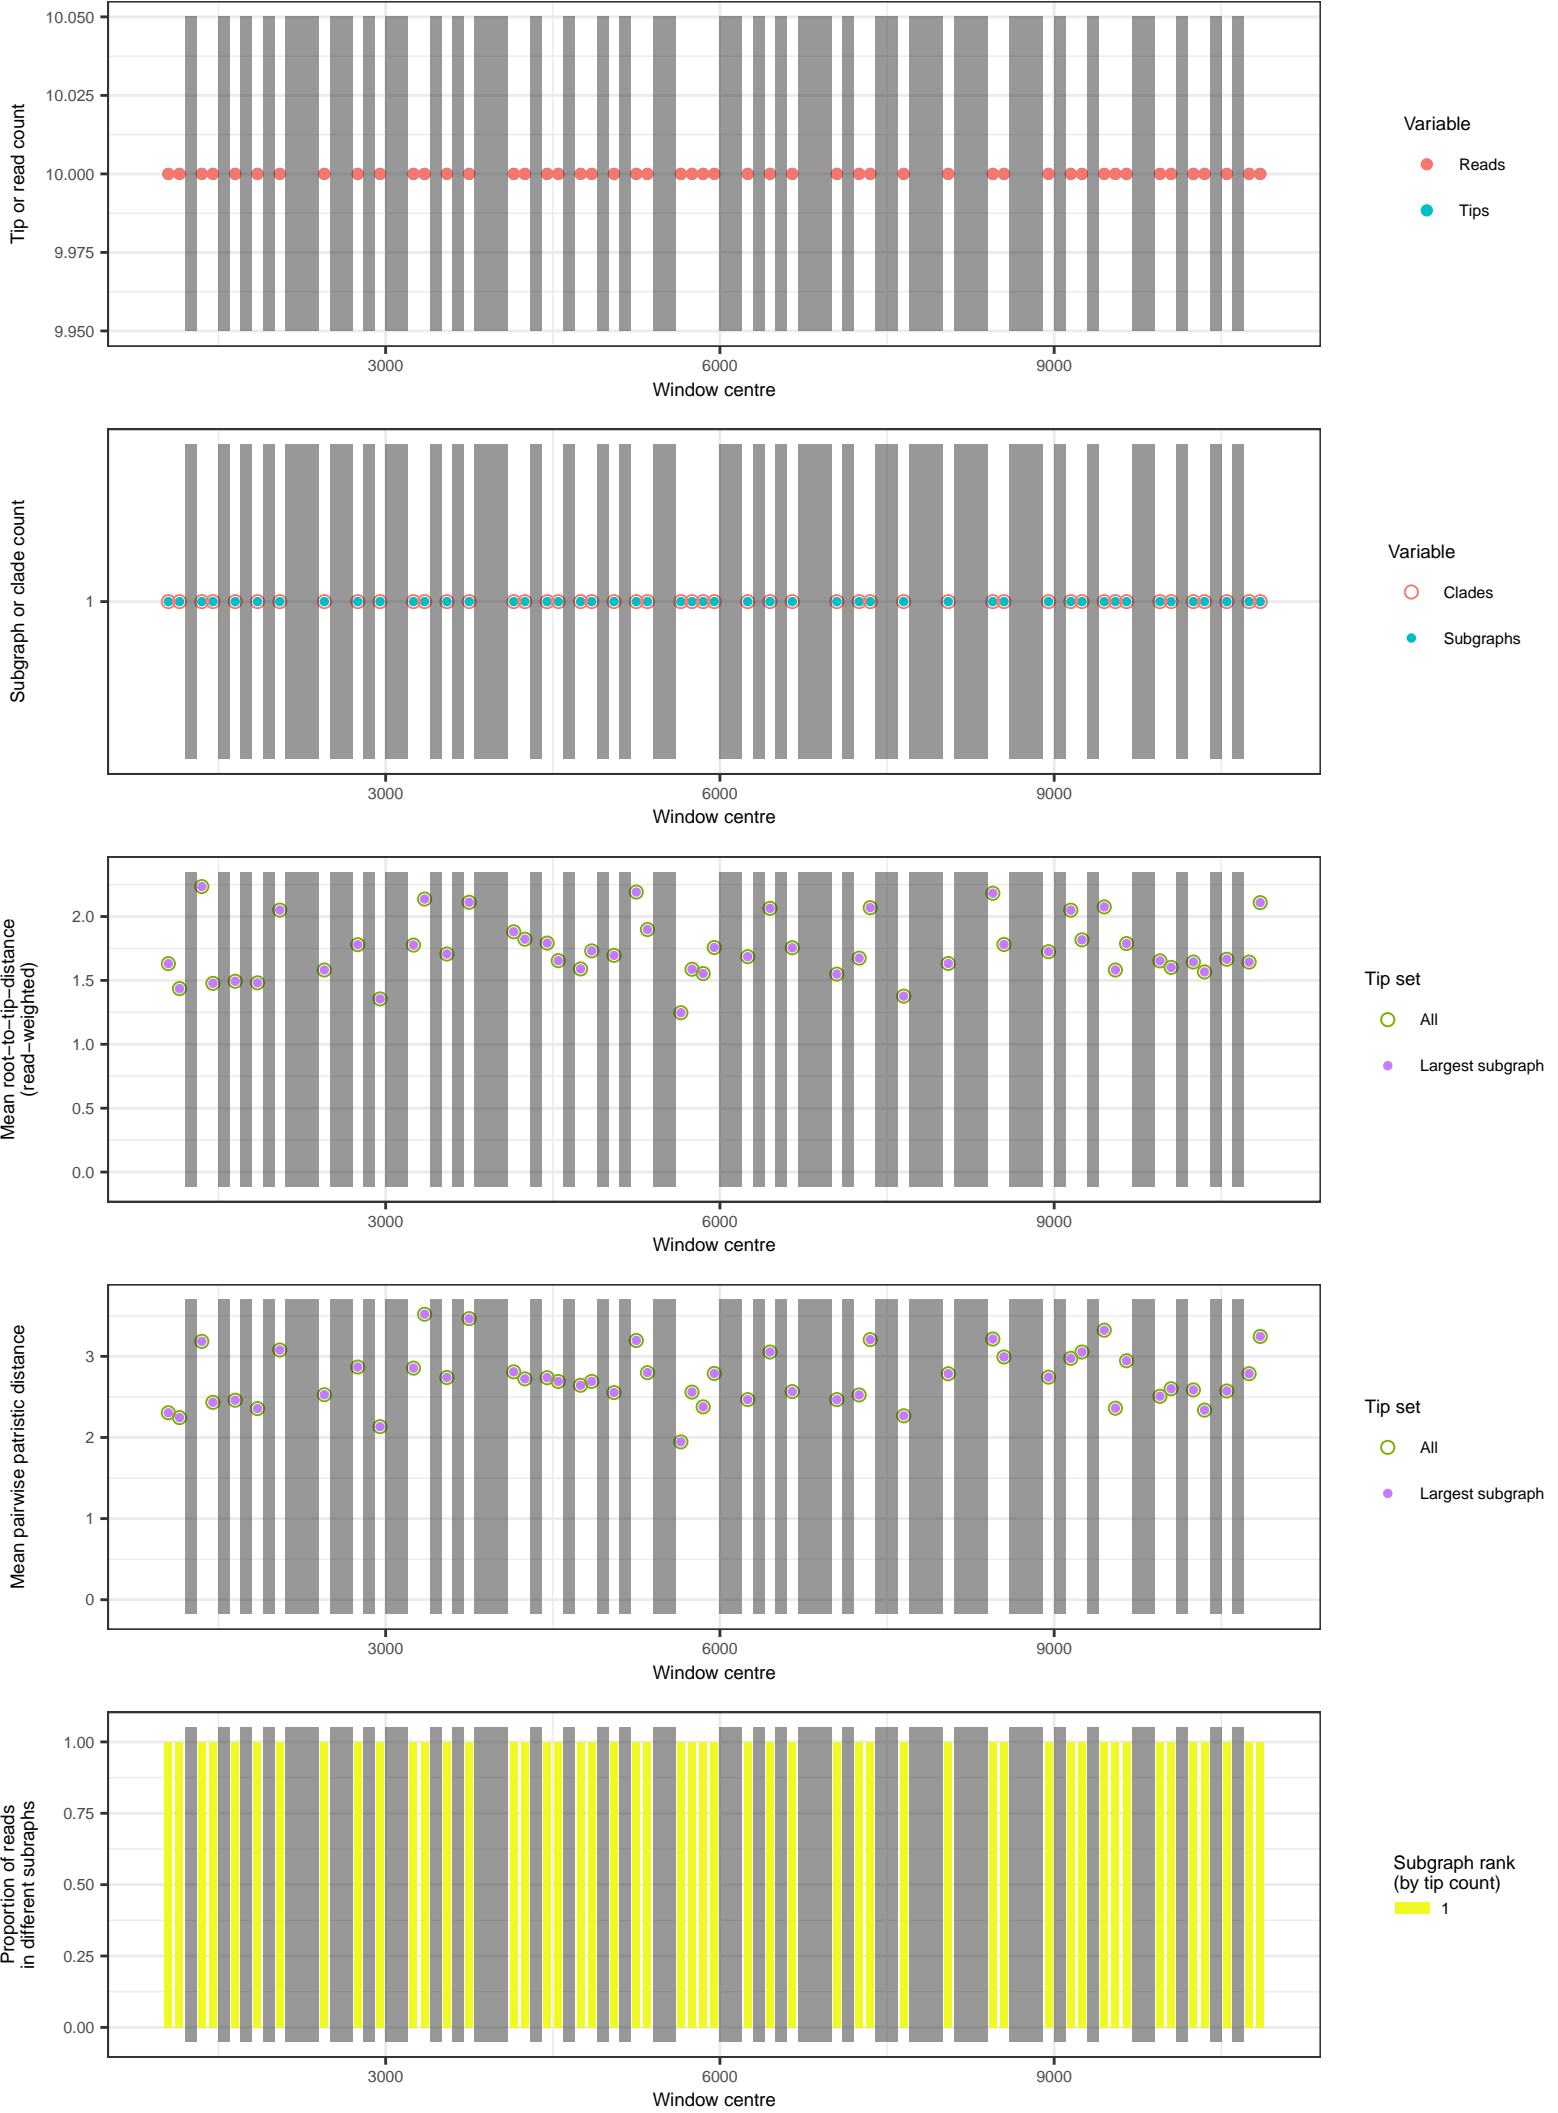 10.050
10.025
10.000
9.975
9.950
Tip or read count
3000
6000
9000
Window centre
Variable
Reads
Tips
1
Subgraph or clade count
3000
6000
9000
Window centre
Variable
Clades
Subgraphs
2.0
1.5
1.0
0.5
0.0
Mean root−to−tip−distance
(read−weighted)
3000
6000
9000
Window centre
Tip set
All
Largest subgraph
3
2
1
0
Mean pairwise patristic distance
3000
6000
9000
Window centre
Tip set
All
Largest subgraph
1.00
0.75
0.50
0.25
0.00
Proportion of reads
in different subraphs
3000
6000
9000
Window centre
Subgraph rank
(by tip count)
1